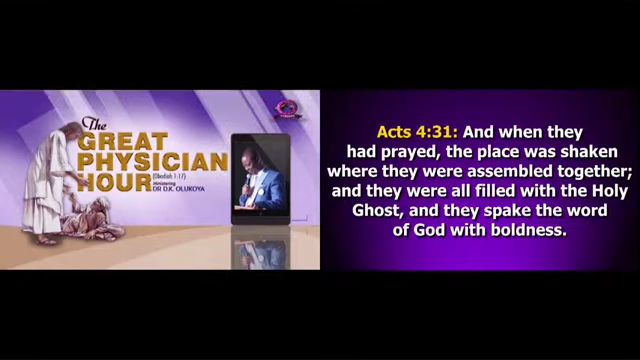 The
GREAT
PHYSICIAN
HOUR
(Obadiah 1:17)
Ministering
DR D.K. OLUKOYA
Acts 4:31: And when they
had prayed, the place was shaken
where they were assembled together;
and they were all filled with the Holy
Ghost, and they spake the word
of God with boldness.